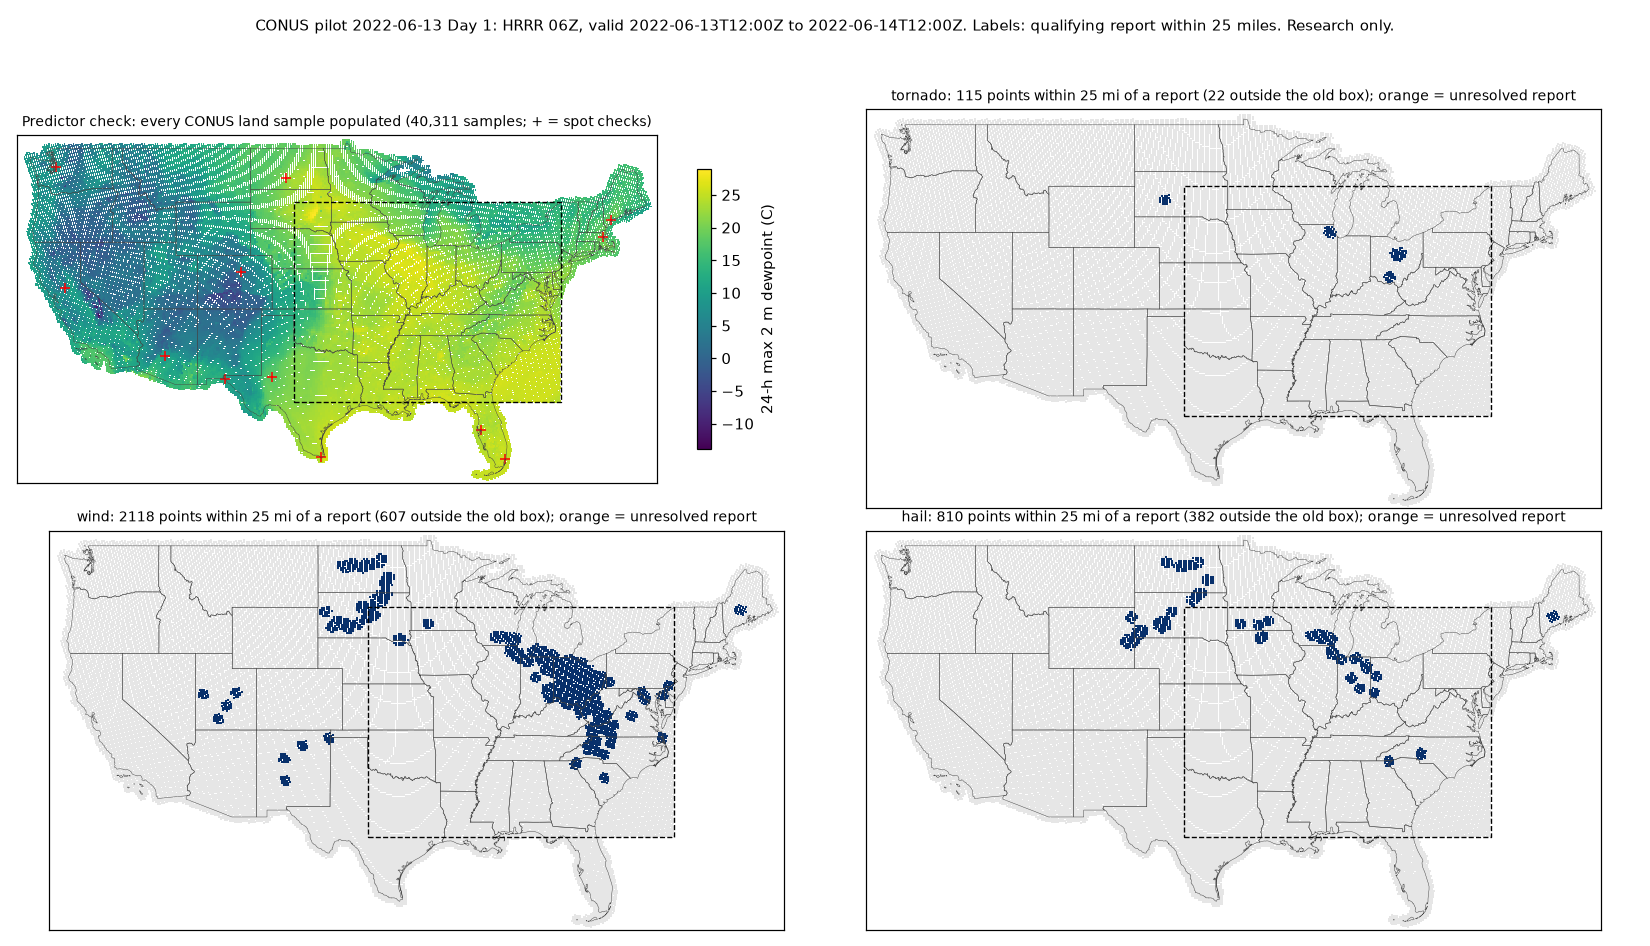 CONUS pilot 2022-06-13 Day 1: HRRR 06Z, valid 2022-06-13T12:00Z to 2022-06-14T12:00Z. Labels: qualifying report within 25 miles. Research only.
Predictor check: every CONUS land sample populated (40,311 samples; + = spot checks)
25
20
15
10
5
0
−5
−10
24-h max 2 m dewpoint (C)
tornado: 115 points within 25 mi of a report (22 outside the old box); orange = unresolved report
wind: 2118 points within 25 mi of a report (607 outside the old box); orange = unresolved report
hail: 810 points within 25 mi of a report (382 outside the old box); orange = unresolved report